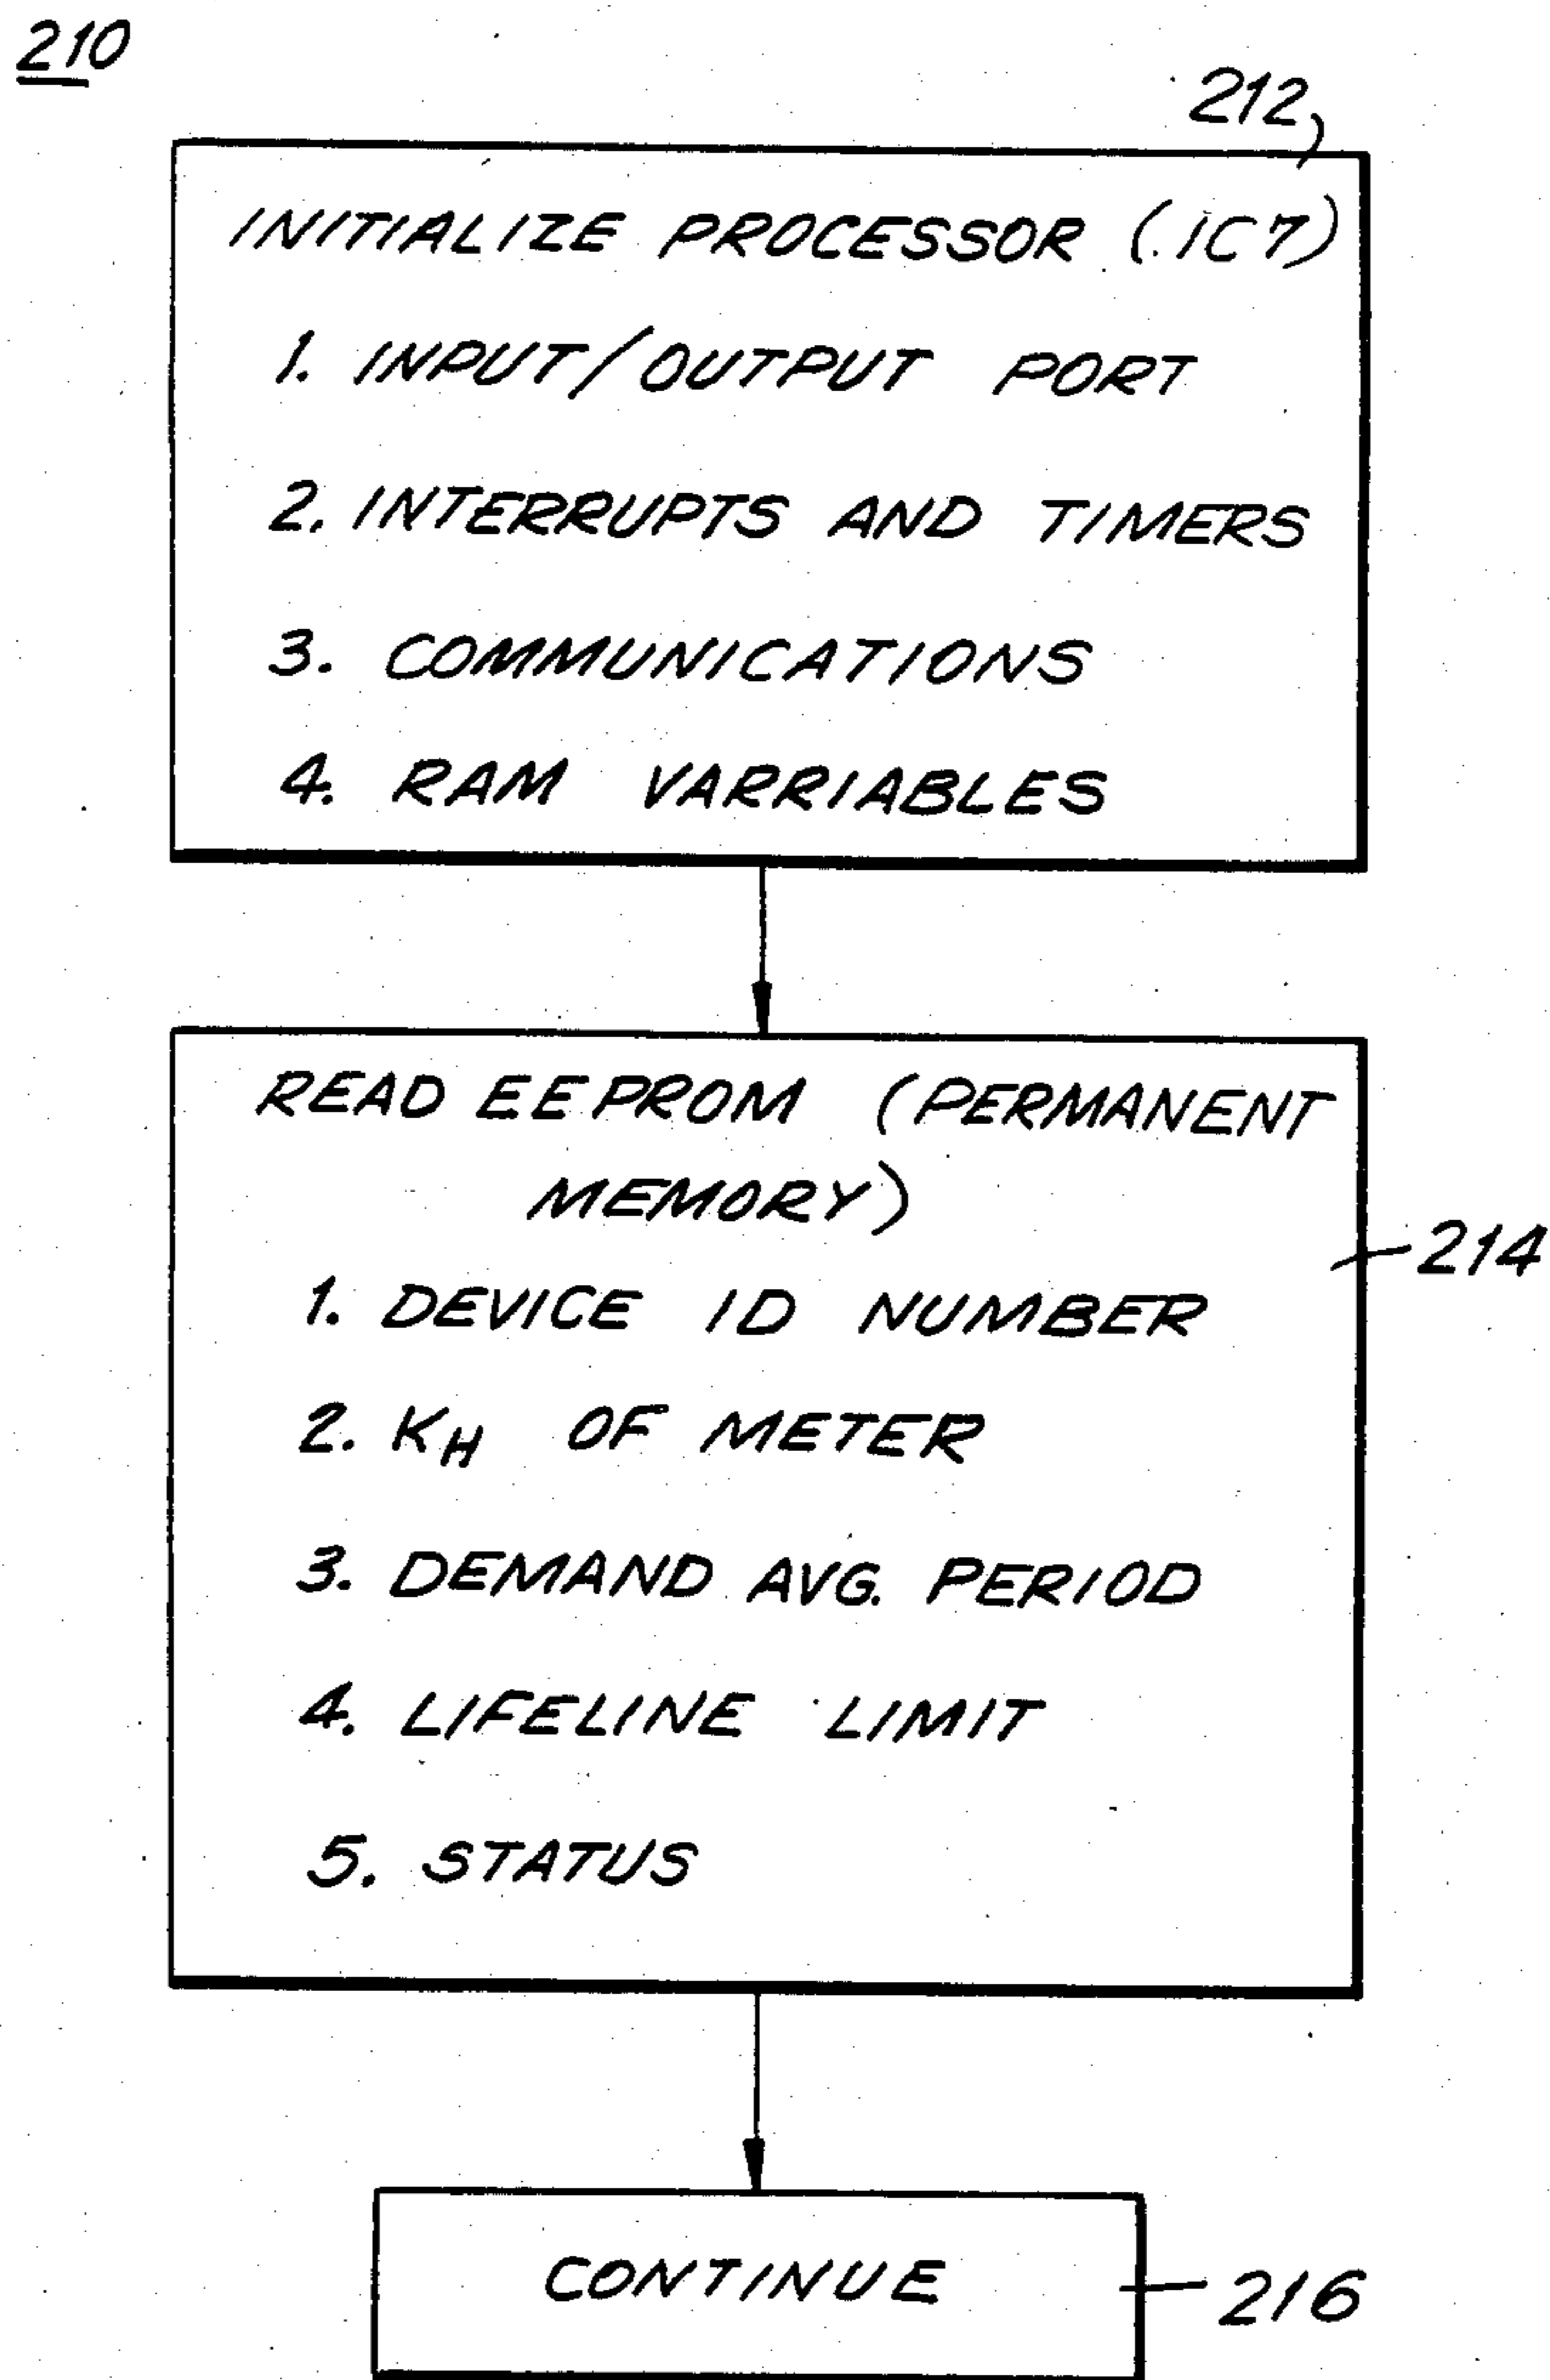 210
212
INITIALIZE PROCESSOR (IC7)
1. INPUT/OUTPUT PORT
2. INTERRUPTS AND TIMERS
3. COMMUNICATIONS
4. RAM VARRIABLES
READ EEPROM (PERMANENT
MEMORY)
214
1. DEVICE ID NUMBER
2. KH OF METER
3. DEMAND AVG. PERIOD
4. LIFELINE LIMIT
5. STATUS
CONTINUE
216